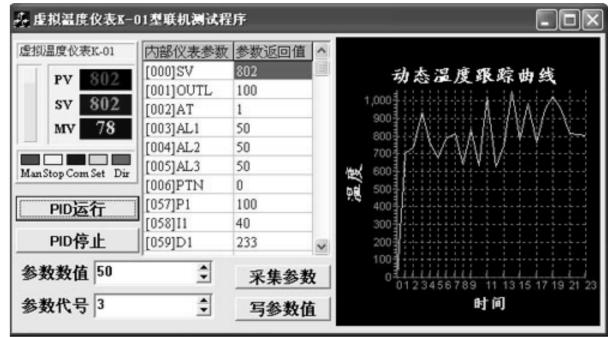 虚拟温度仪表K-01型联机测试程序
虚拟温度仪表K-01
PV 802
SV 802
MV 78
Man Stop Com Set Dir
PID运行
PID停止
内部仪表参数 参数返回值
[000]SV 802
[001]OUTL 100
[002]AT 1
[003]AL1 50
[004]AL2 50
[005]AL3 50
[006]PTN 0
[057]P1 100
[058]I1 40
[059]D1 233
参数数值 50
采集参数
参数代号 3
写参数值
动态温度跟踪曲线
1,000
900
800
700
600
500
400
300
200
100
0
温度
0 1 2 3 4 5 6 7 8 9 11 13 15 17 19 21 23
时间